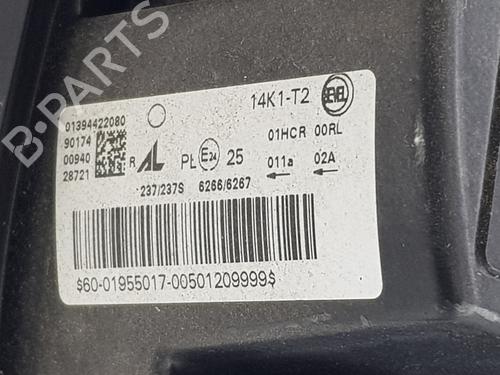 B-PARTS
14K1-T2
01394422080
90174
00940
28721
R
AL
PL
E24
25
01HCR 00RL
011a
02A
237/237S
6266/6267
$60-01955017-00501209999$